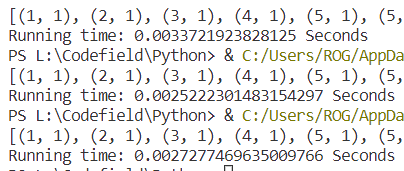 [(1, 1), (2, 1), (3, 1), (4, 1), (5, 1), (5,
Running time: 0.0033721923828125 Seconds
PS L:\Codefield\Python> & C:/Users/ROG/AppDa
[(1, 1), (2, 1), (3, 1), (4, 1), (5, 1), (5,
Running time: 0.0025222301483154297 Seconds
PS L:\Codefield\Python> & C:/Users/ROG/AppDa
[(1, 1), (2, 1), (3, 1), (4, 1), (5, 1), (5,
Running time: 0.0027277469635009766 Seconds